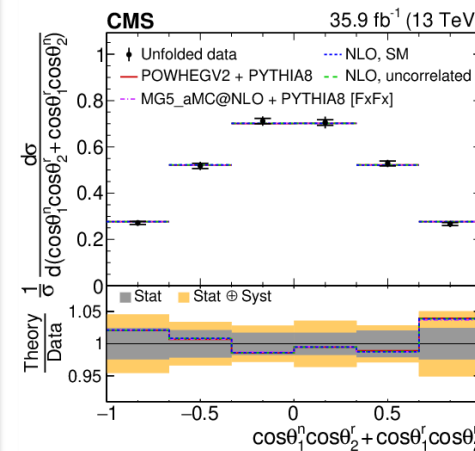 CMS 35.9 fb⁻¹ (13 TeV
1/σ dσ/d(cosθ₁ⁿcosθ₂ʳ+cosθ₁ʳcosθ₂ⁿ)
1
0.8
0.6
0.4
0.2
0
Unfolded data
NLO, SM
POWHEGV2 + PYTHIA8
NLO, uncorrelated
MG5_aMC@NLO + PYTHIA8 [FxFx]
Stat
Stat ⊕ Syst
Theory
Data
1.05
1
0.95
−1 −0.5 0 0.5
cosθ₁ⁿcosθ₂ʳ+cosθ₁ʳcosθ₂